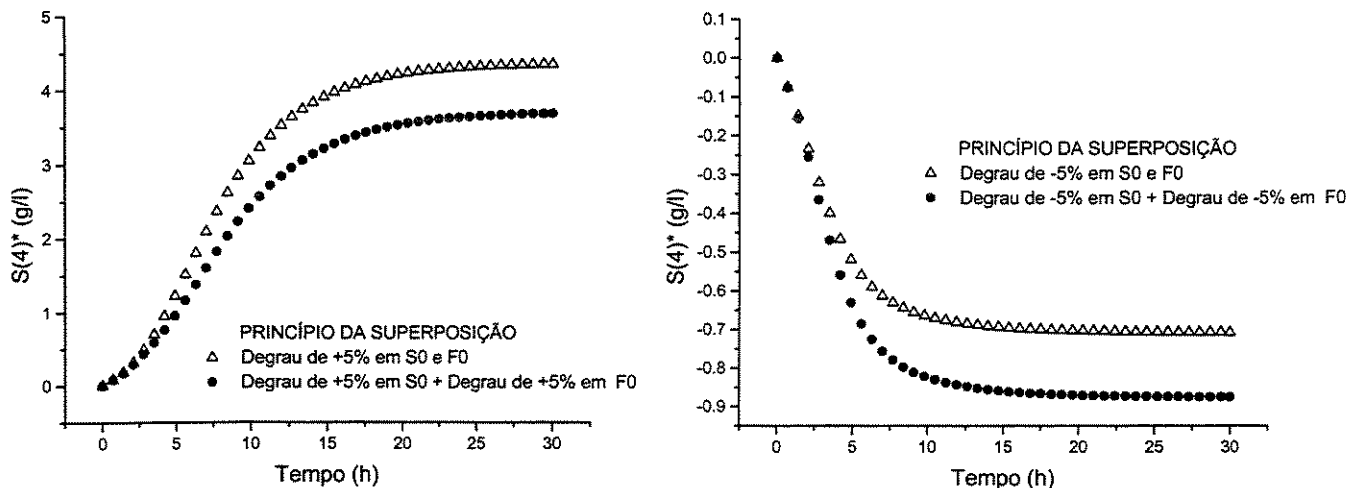 5
4
3
2
1
0
S(4)* (g/l)
PRINCÍPIO DA SUPERPOSIÇÃO
△ Degrau de +5% em S0 e F0
● Degrau de +5% em S0 + Degrau de +5% em F0
0 5 10 15 20 25 30
Tempo (h)
0.1
0.0
-0.1
-0.2
-0.3
-0.4
-0.5
-0.6
-0.7
-0.8
-0.9
S(4)* (g/l)
PRINCÍPIO DA SUPERPOSIÇÃO
△ Degrau de -5% em S0 e F0
● Degrau de -5% em S0 + Degrau de -5% em F0
0 5 10 15 20 25 30
Tempo (h)